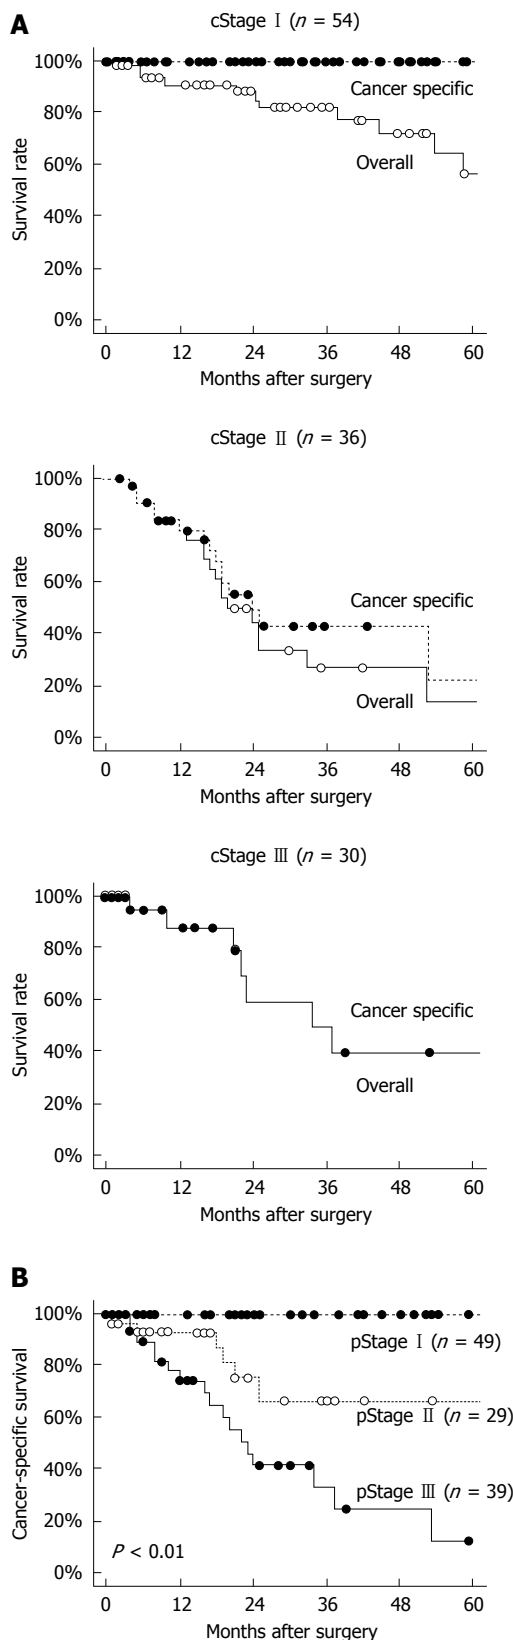 A
cStage Ⅰ (n = 54)
100%
80%
60%
40%
20%
0%
Survival rate
Cancer specific
Overall
0 12 24 36 48 60
Months after surgery
cStage Ⅱ (n = 36)
100%
80%
60%
40%
20%
0%
Survival rate
Cancer specific
Overall
0 12 24 36 48 60
Months after surgery
cStage Ⅲ (n = 30)
100%
80%
60%
40%
20%
0%
Survival rate
Cancer specific
Overall
0 12 24 36 48 60
Months after surgery
B
100%
80%
60%
40%
20%
0%
Cancer-specific survival
pStage Ⅰ (n = 49)
pStage Ⅱ (n = 29)
pStage Ⅲ (n = 39)
P < 0.01
0 12 24 36 48 60
Months after surgery